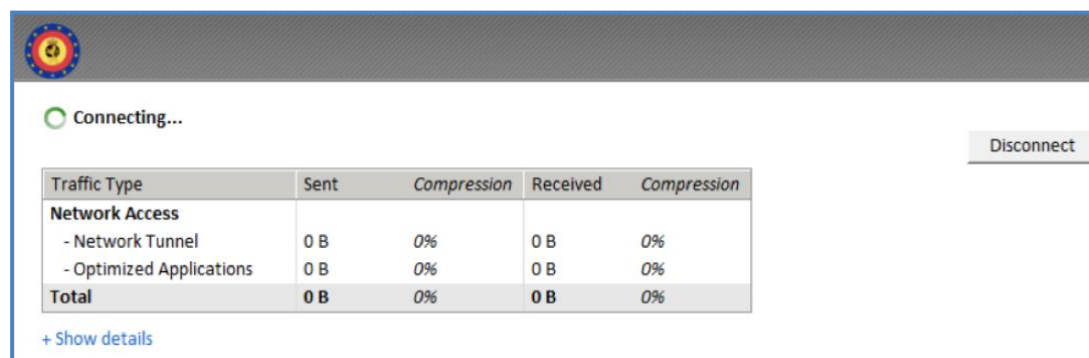 Connecting...
Disconnect
Traffic Type Sent Compression Received Compression
Network Access
- Network Tunnel 0 B 0% 0 B 0%
- Optimized Applications 0 B 0% 0 B 0%
Total 0 B 0% 0 B 0%
+ Show details